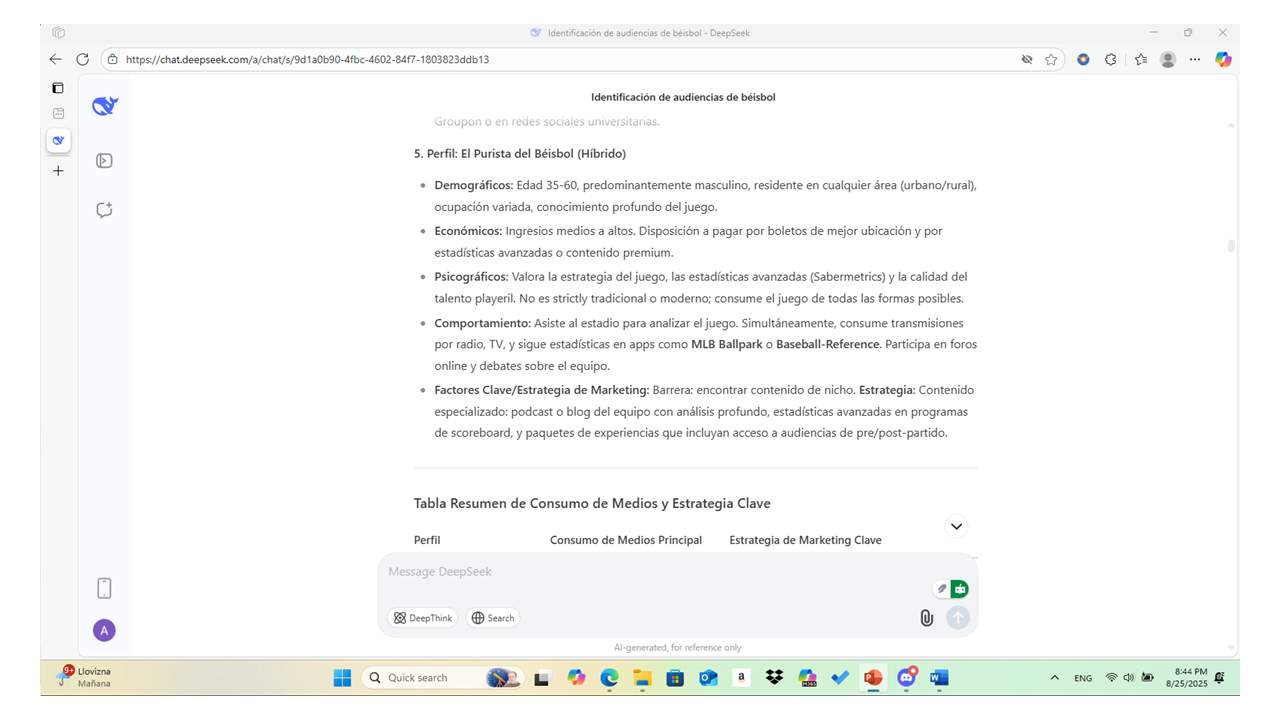 Identificación de audiencias de béisbol - DeepSeek
https://chat.deepseek.com/a/chat/s/9d1a0b90-4fbc-4602-84f7-1803823ddb13
Identificación de audiencias de béisbol
Groupon o en redes sociales universitarias.
5. Perfil: El Purista del Béisbol (Híbrido)
• Demográficos: Edad 35-60, predominantemente masculino, residente en cualquier área (urbano/rural),
ocupación variada, conocimiento profundo del juego.
• Económicos: Ingresos medios a altos. Disposición a pagar por boletos de mejor ubicación y por
estadísticas avanzadas o contenido premium.
• Psicográficos: Valora la estrategia del juego, las estadísticas avanzadas (Sabermetrics) y la calidad del
talento playeril. No es strictly tradicional o moderno; consume el juego de todas las formas posibles.
• Comportamiento: Asiste al estadio para analizar el juego. Simultáneamente, consume transmisiones
por radio, TV, y sigue estadísticas en apps como MLB Ballpark o Baseball-Reference. Participa en foros
online y debates sobre el equipo.
• Factores Clave/Estrategia de Marketing: Barrera: encontrar contenido de nicho. Estrategia: Contenido
especializado: podcast o blog del equipo con análisis profundo, estadísticas avanzadas en programas
de scoreboard, y paquetes de experiencias que incluyan acceso a audiencias de pre/post-partido.
Tabla Resumen de Consumo de Medios y Estrategia Clave
Perfil Consumo de Medios Principal Estrategia de Marketing Clave
Message DeepSeek
DeepThink Search
A
AI-generated, for reference only
9+ Llovizna
Mañana
Quick search
a
M365
ENG
8:44 PM
8/25/2025